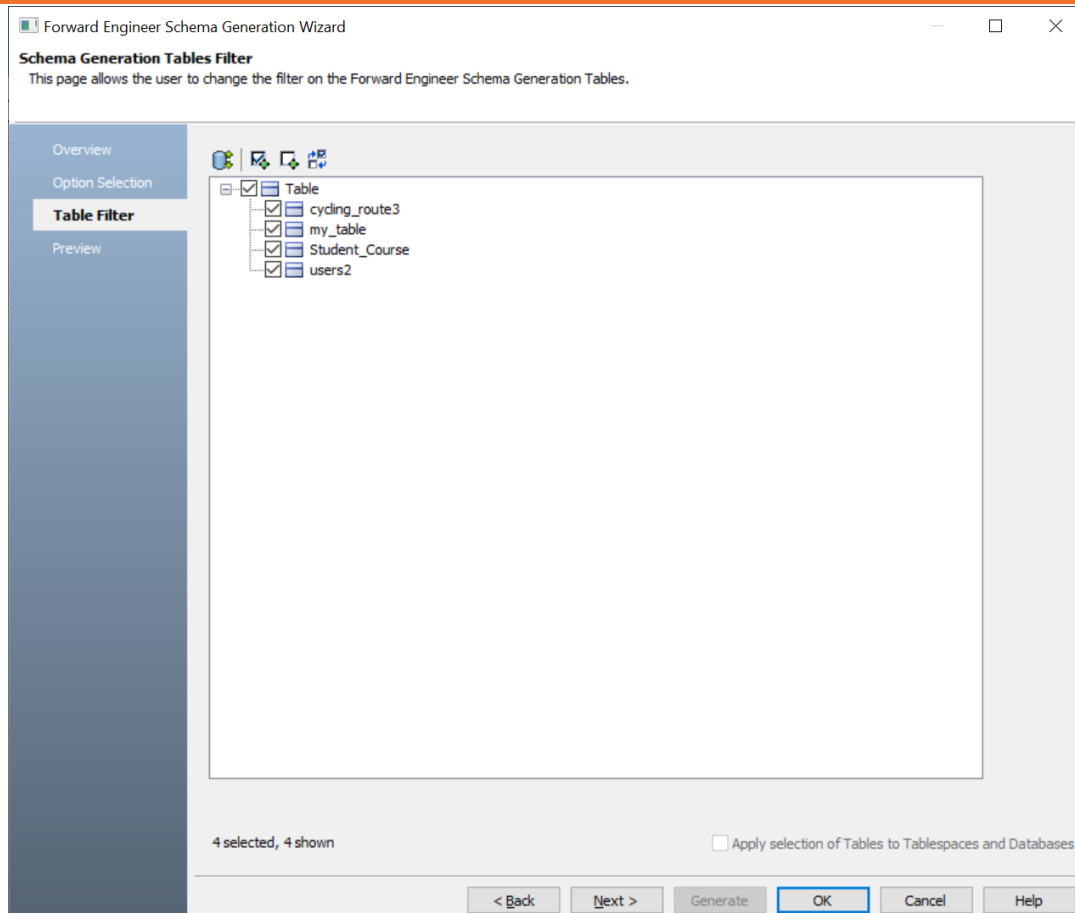 Forward Engineer Schema Generation Wizard
Schema Generation Tables Filter
This page allows the user to change the filter on the Forward Engineer Schema Generation Tables.
Overview
Option Selection
Table Filter
Preview
Table
cycling_route3
my_table
Student_Course
users2
4 selected, 4 shown
Apply selection of Tables to Tablespaces and Databases
< Back
Next >
Generate
OK
Cancel
Help